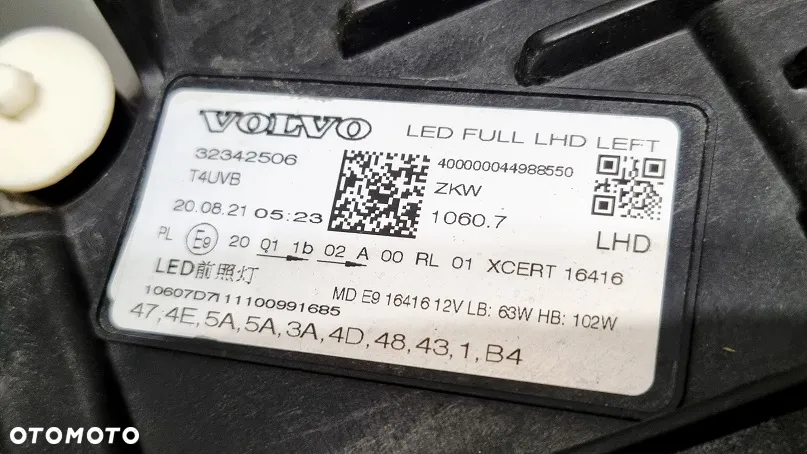 VOLVO LED FULL LHD LEFT
32342506 400000044988550
T4UVB ZKW
20.08.21 05:23 1060.7
LHD
PL E9 20 Q1 1b 02 A 00 RL 01 XCERT 16416
LED前照灯
MD E9 16416 12V LB: 63W HB: 102W
10607D7111100991685
47,4E,5A,5A,3A,4D,48,43,1,B4
OTOMOTO